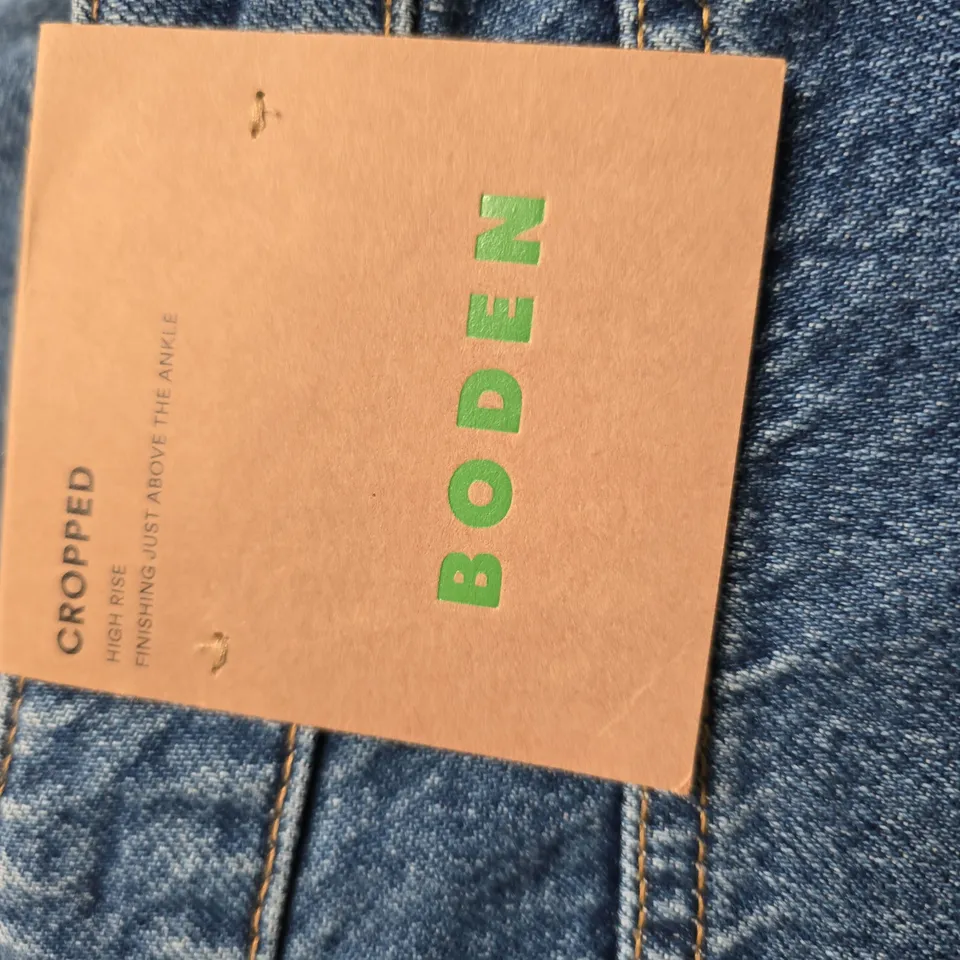 CROPPED
HIGH RISE
FINISHING JUST ABOVE THE ANKLE
BODEN